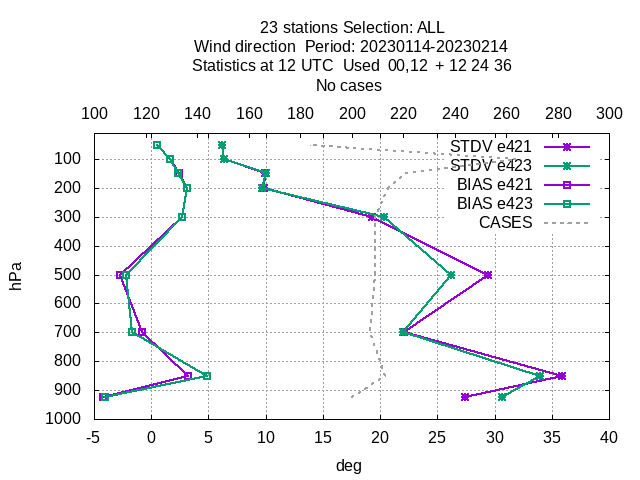 23 stations Selection: ALL
Wind direction  Period: 20230114-20230214
Statistics at 12 UTC  Used  00,12  + 12 24 36
No cases
100 120 140 160 180 200 220 240 260 280 300
STDV e421
STDV e423
BIAS e421
BIAS e423
CASES
hPa
100
200
300
400
500
600
700
800
900
1000
-5 0 5 10 15 20 25 30 35 40
deg